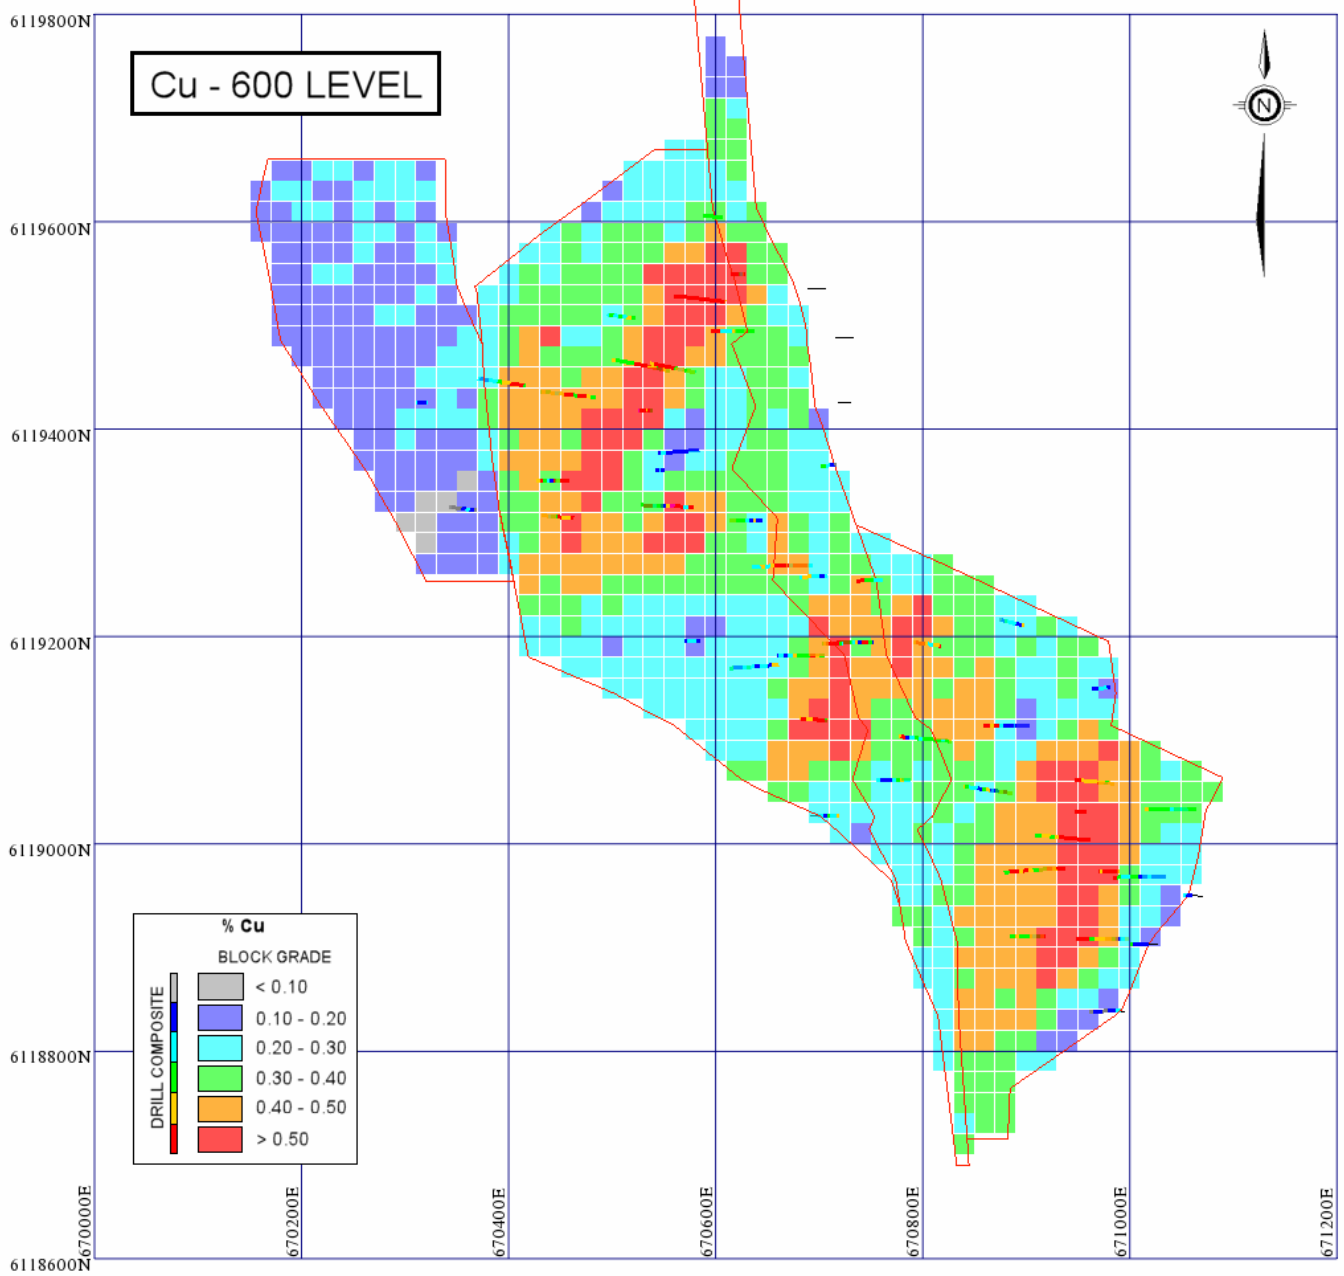 6119800N
Cu - 600 LEVEL
N
6119600N
6119400N
6119200N
6119000N
% Cu
BLOCK GRADE
DRILL COMPOSITE
< 0.10
0.10 - 0.20
0.20 - 0.30
0.30 - 0.40
0.40 - 0.50
> 0.50
6118800N
670000E
670200E
670400E
670600E
670800E
671000E
671200E
6118600N